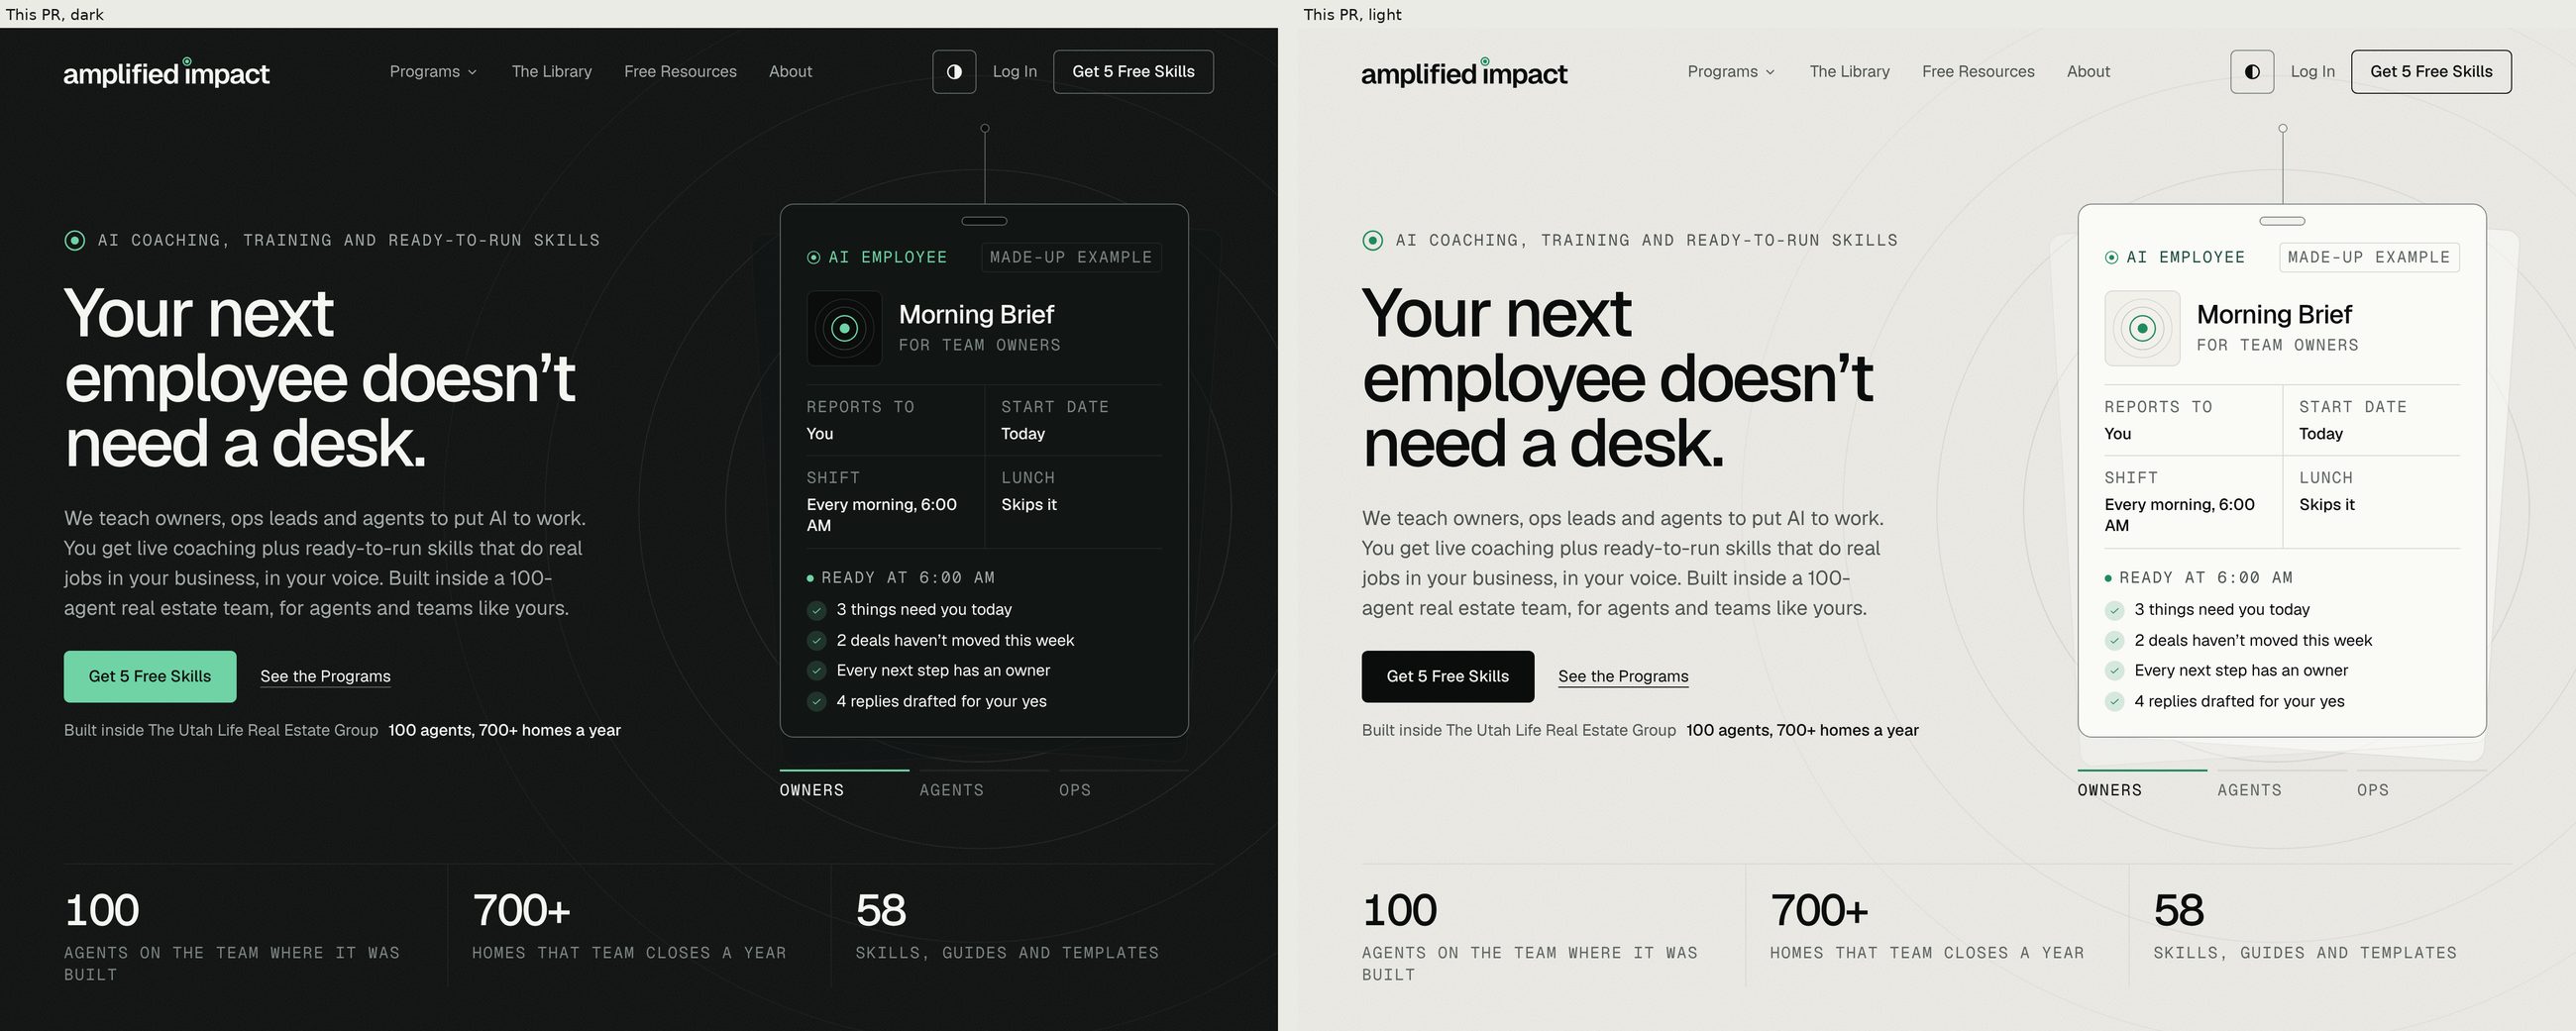 This PR, dark
amplified impact
Programs
The Library
Free Resources
About
Log In
Get 5 Free Skills
AI COACHING, TRAINING AND READY-TO-RUN SKILLS
Your next
employee doesn’t
need a desk.
We teach owners, ops leads and agents to put AI to work.
You get live coaching plus ready-to-run skills that do real
jobs in your business, in your voice. Built inside a 100-
agent real estate team, for agents and teams like yours.
Get 5 Free Skills
See the Programs
Built inside The Utah Life Real Estate Group 100 agents, 700+ homes a year
AI EMPLOYEE
MADE-UP EXAMPLE
Morning Brief
FOR TEAM OWNERS
REPORTS TO
You
START DATE
Today
SHIFT
Every morning, 6:00
AM
LUNCH
Skips it
READY AT 6:00 AM
3 things need you today
2 deals haven’t moved this week
Every next step has an owner
4 replies drafted for your yes
OWNERS
AGENTS
OPS
100
AGENTS ON THE TEAM WHERE IT WAS
BUILT
700+
HOMES THAT TEAM CLOSES A YEAR
58
SKILLS, GUIDES AND TEMPLATES
This PR, light
amplified impact
Programs
The Library
Free Resources
About
Log In
Get 5 Free Skills
AI COACHING, TRAINING AND READY-TO-RUN SKILLS
Your next
employee doesn’t
need a desk.
We teach owners, ops leads and agents to put AI to work.
You get live coaching plus ready-to-run skills that do real
jobs in your business, in your voice. Built inside a 100-
agent real estate team, for agents and teams like yours.
Get 5 Free Skills
See the Programs
Built inside The Utah Life Real Estate Group 100 agents, 700+ homes a year
AI EMPLOYEE
MADE-UP EXAMPLE
Morning Brief
FOR TEAM OWNERS
REPORTS TO
You
START DATE
Today
SHIFT
Every morning, 6:00
AM
LUNCH
Skips it
READY AT 6:00 AM
3 things need you today
2 deals haven’t moved this week
Every next step has an owner
4 replies drafted for your yes
OWNERS
AGENTS
OPS
100
AGENTS ON THE TEAM WHERE IT WAS
BUILT
700+
HOMES THAT TEAM CLOSES A YEAR
58
SKILLS, GUIDES AND TEMPLATES